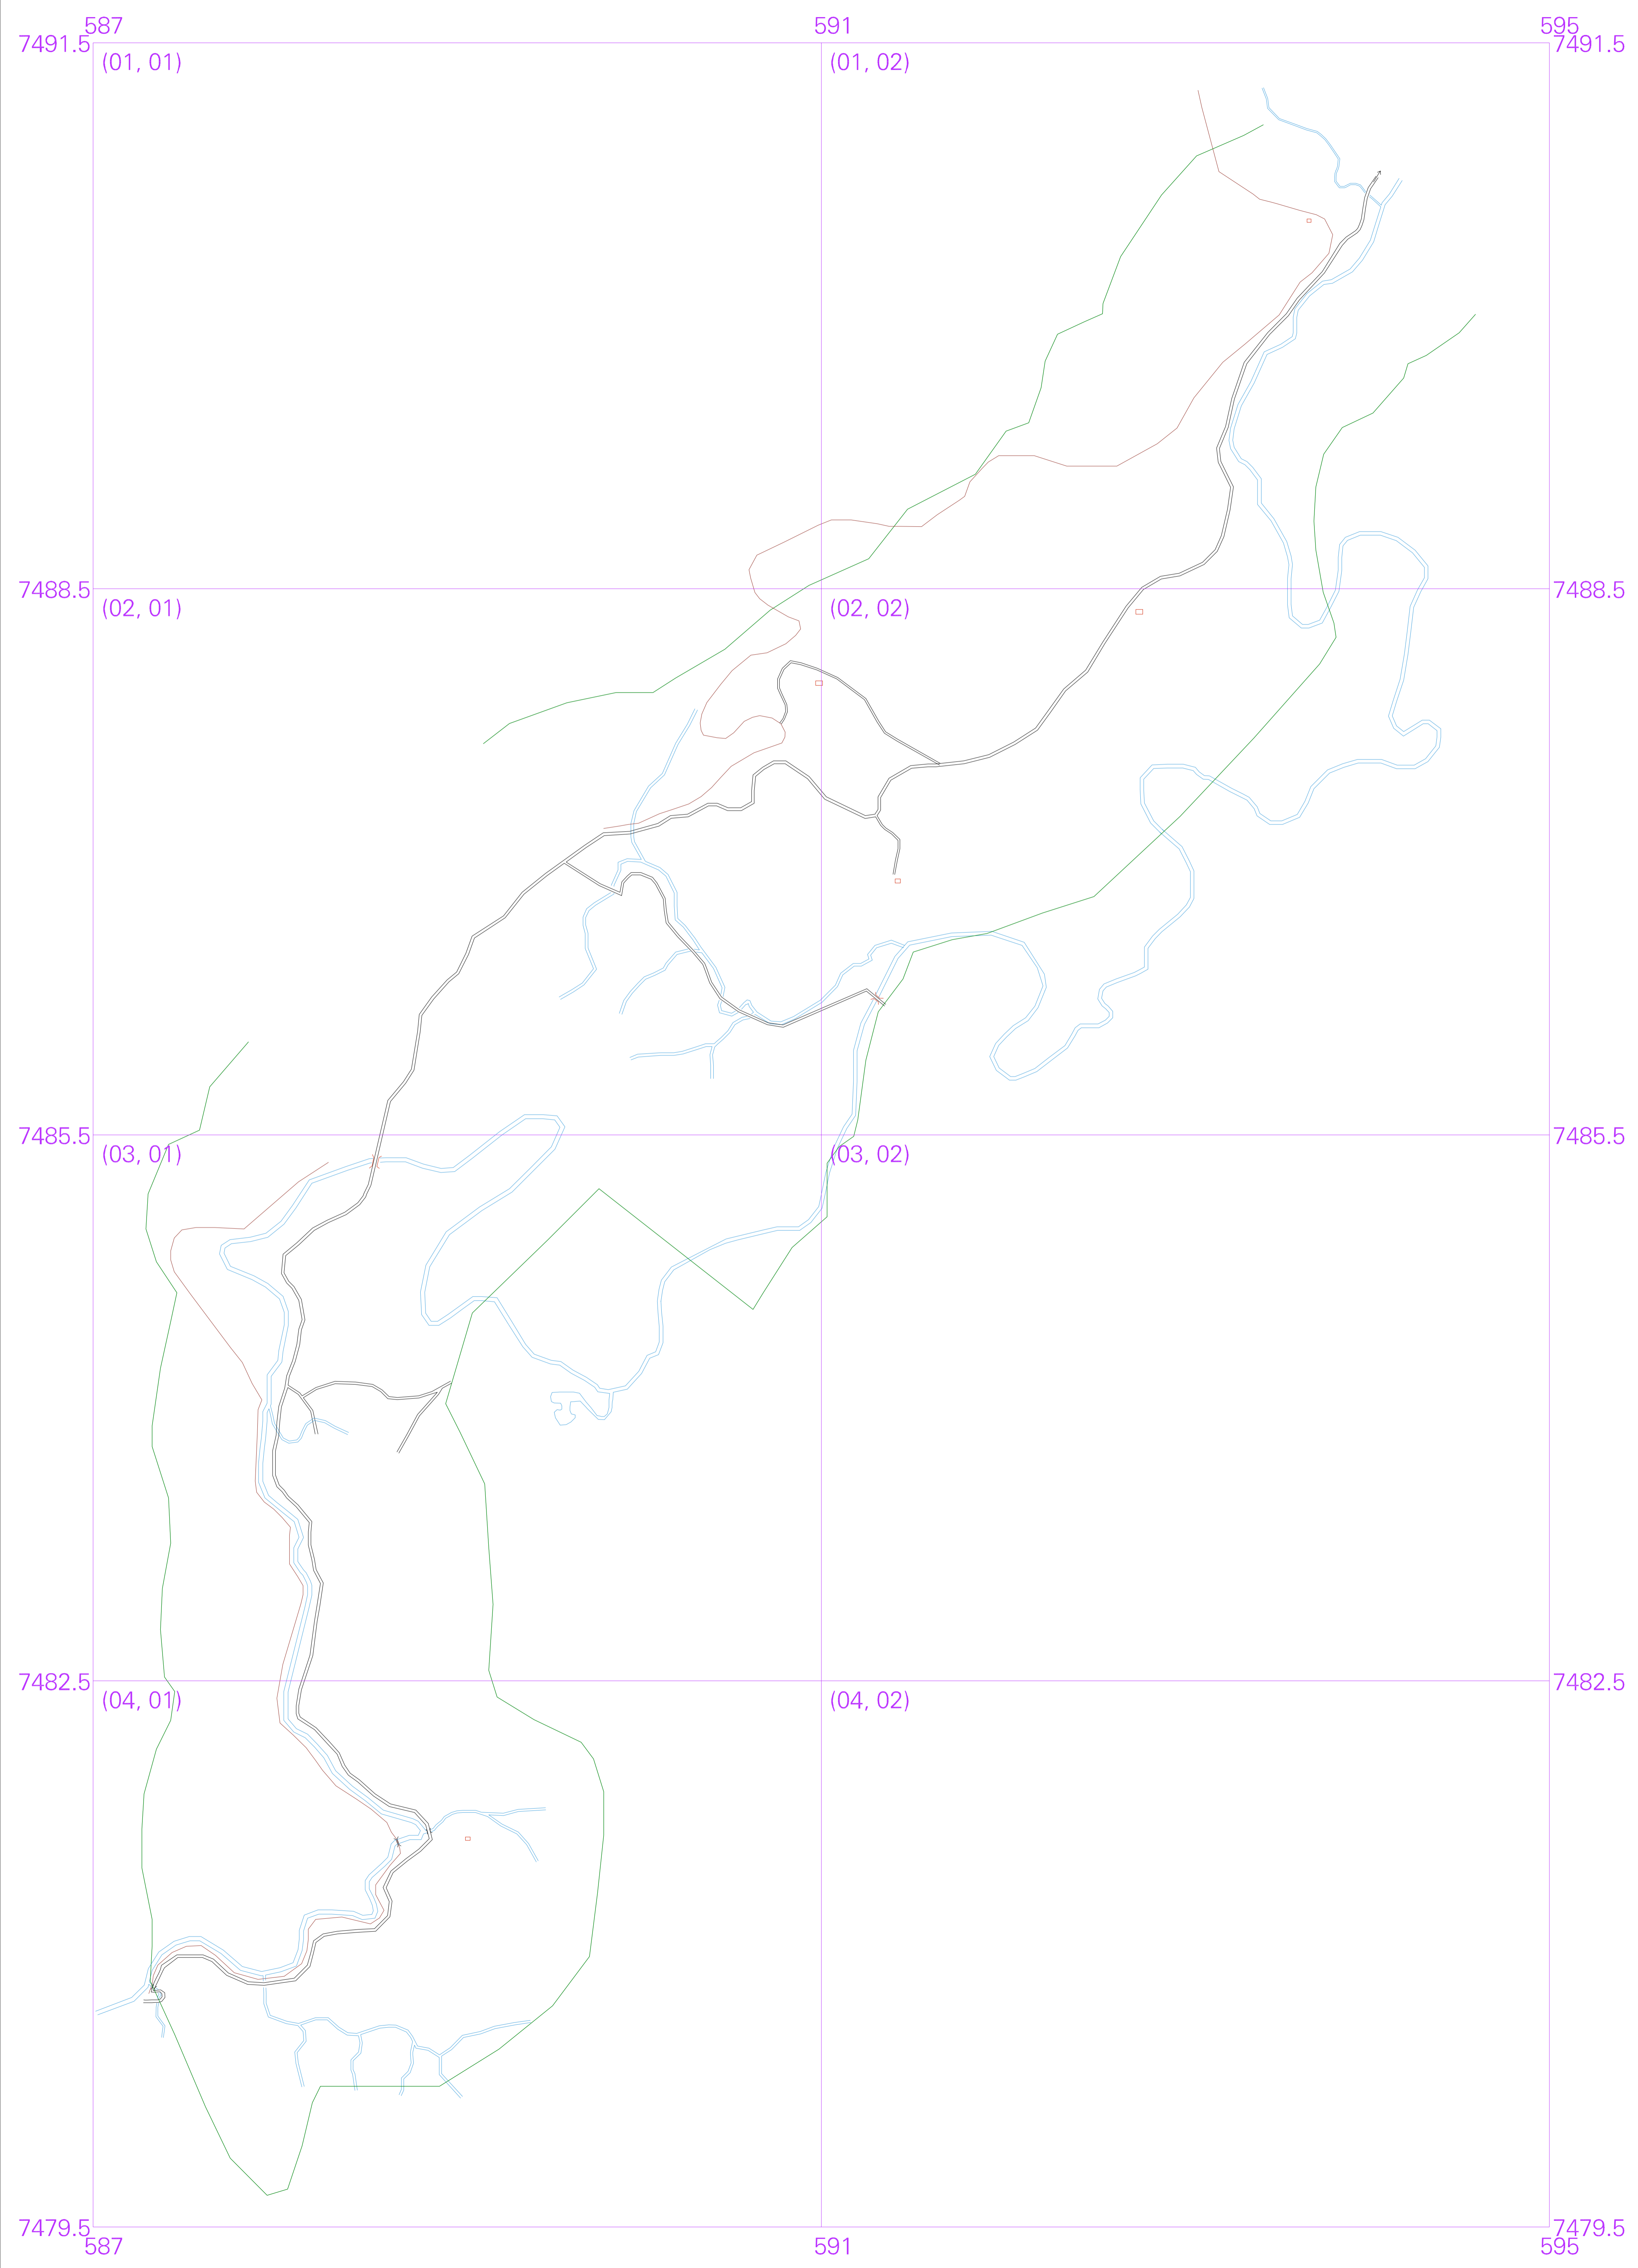 587 591 595
7491.5 7491.5
(01, 01) (01, 02)
7488.5 7488.5
(02, 01) (02, 02)
7485.5 7485.5
(03, 01) (03, 02)
7482.5 7482.5
(04, 01) (04, 02)
7479.5 7479.5
587 591 595